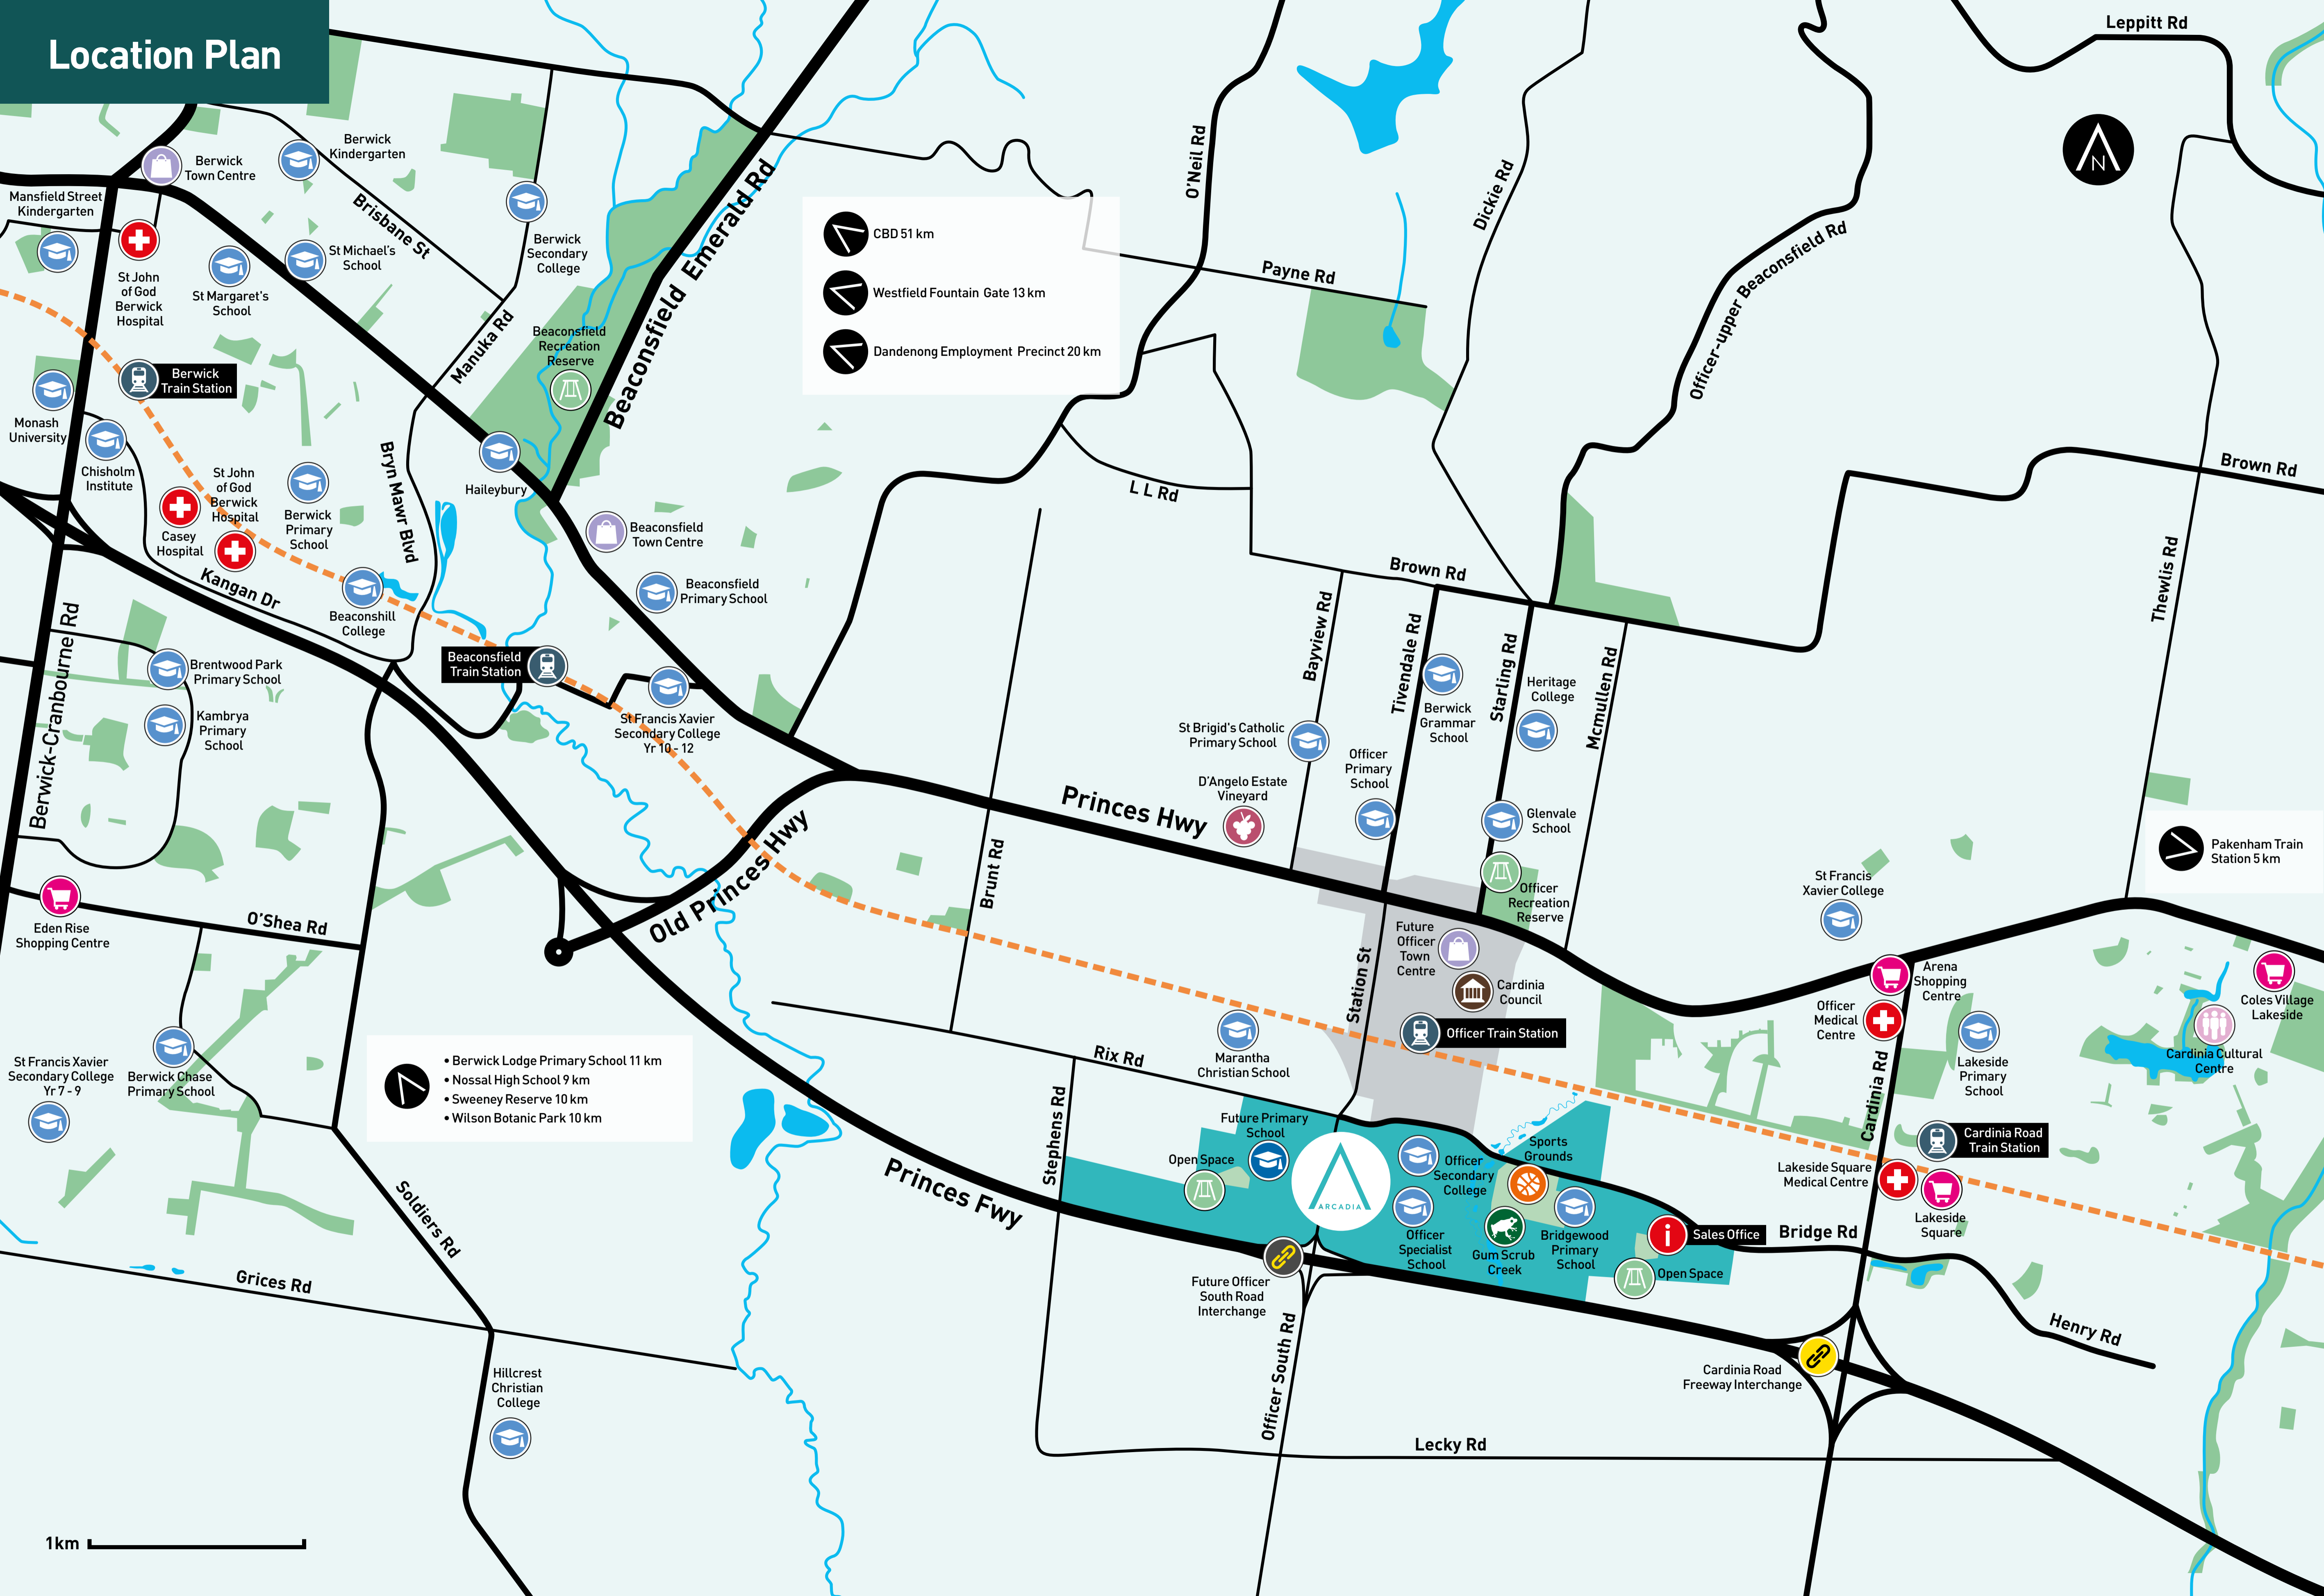 Location Plan
Leppitt Rd
Berwick
Kindergarten
Berwick
Town Centre
Mansfield Street
Kindergarten
Brisbane St
St John
of God
Berwick
Hospital
St Margaret's
School
St Michael's
School
Berwick
Secondary
College
Manuka Rd
Beaconsfield
Recreation
Reserve
Beaconsfield Emerald Rd
O'Neil Rd
Dickie Rd
Officer-upper Beaconsfield Rd
N
CBD 51 km
Westfield Fountain Gate 13 km
Dandenong Employment Precinct 20 km
Payne Rd
Berwick
Train Station
Monash
University
Chisholm
Institute
St John
of God
Berwick
Hospital
Casey
Hospital
Berwick
Primary
School
Bryn Mawr Blvd
Haileybury
Beaconsfield
Town Centre
Beaconsfield
Primary School
L L Rd
Brown Rd
Brown Rd
Thewlis Rd
Kangan Dr
Beaconshill
College
Berwick-Cranbourne Rd
Brentwood Park
Primary School
Kambrya
Primary
School
Beaconsfield
Train Station
St Francis Xavier
Secondary College
Yr 10 - 12
Bayview Rd
Tivendale Rd
Starling Rd
Mcmullen Rd
Berwick
Grammar
School
Heritage
College
St Brigid's Catholic
Primary School
Officer
Primary
School
D'Angelo Estate
Vineyard
Glenvale
School
Officer
Recreation
Reserve
Princes Hwy
Old Princes Hwy
Brunt Rd
Pakenham Train
Station 5 km
St Francis
Xavier College
Eden Rise
Shopping Centre
O'Shea Rd
Future
Officer
Town
Centre
Cardinia
Council
Station St
Officer Train Station
Arena
Shopping
Centre
Officer
Medical
Centre
Coles Village
Lakeside
Cardinia Cultural
Centre
Lakeside
Primary
School
Cardinia Rd
Marantha
Christian School
Rix Rd
Stephens Rd
St Francis Xavier
Secondary College
Yr 7 - 9
Berwick Chase
Primary School
• Berwick Lodge Primary School 11 km
• Nossal High School 9 km
• Sweeney Reserve 10 km
• Wilson Botanic Park 10 km
Future Primary
School
Open Space
ARCADIA
Officer
Secondary
College
Sports
Grounds
Officer
Specialist
School
Gum Scrub
Creek
Bridgewood
Primary
School
Sales Office
Open Space
Bridge Rd
Cardinia Road
Train Station
Lakeside Square
Medical Centre
Lakeside
Square
Princes Fwy
Soldiers Rd
Grices Rd
Future Officer
South Road
Interchange
Officer South Rd
Henry Rd
Cardinia Road
Freeway Interchange
Hillcrest
Christian
College
Lecky Rd
1km